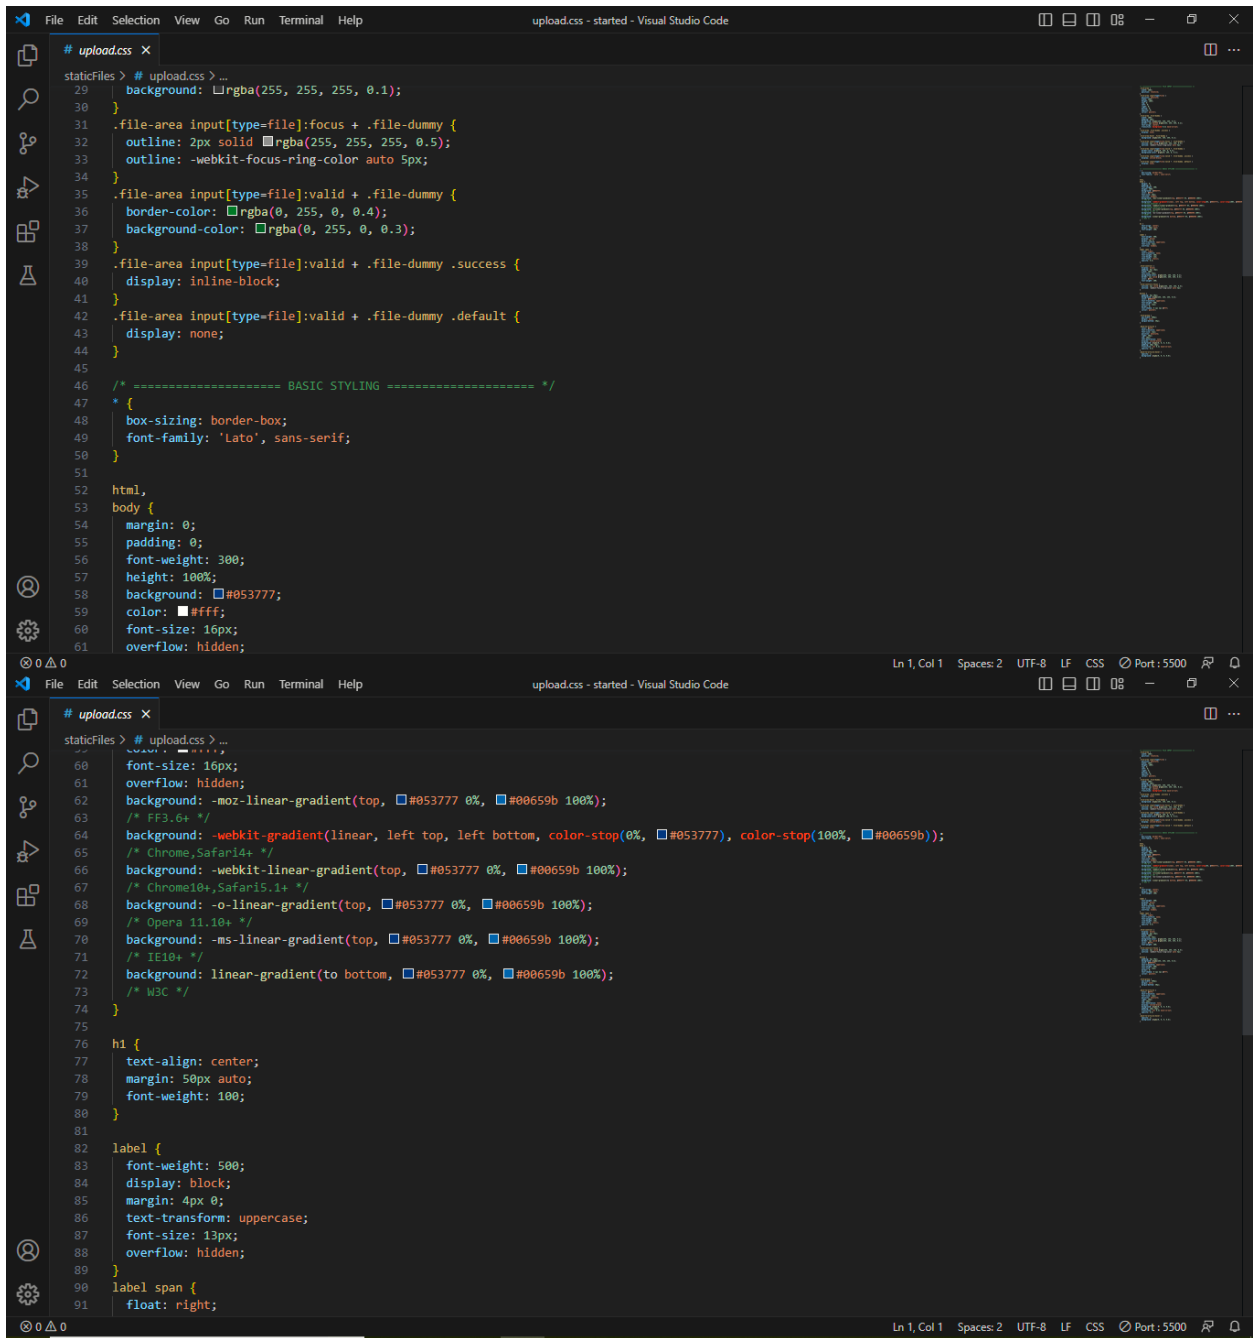 File Edit Selection View Go Run Terminal Help upload.css - started - Visual Studio Code
# upload.css
staticFiles > # upload.css > ...
29 background: rgba(255, 255, 255, 0.1);
30 }
31 .file-area input[type=file]:focus + .file-dummy {
32 outline: 2px solid rgba(255, 255, 255, 0.5);
33 outline: -webkit-focus-ring-color auto 5px;
34 }
35 .file-area input[type=file]:valid + .file-dummy {
36 border-color: rgba(0, 255, 0, 0.4);
37 background-color: rgba(0, 255, 0, 0.3);
38 }
39 .file-area input[type=file]:valid + .file-dummy .success {
40 display: inline-block;
41 }
42 .file-area input[type=file]:valid + .file-dummy .default {
43 display: none;
44 }
45
46 /* ===================== BASIC STYLING ===================== */
47 * {
48 box-sizing: border-box;
49 font-family: 'Lato', sans-serif;
50 }
51
52 html,
53 body {
54 margin: 0;
55 padding: 0;
56 font-weight: 300;
57 height: 100%;
58 background: #053777;
59 color: #fff;
60 font-size: 16px;
61 overflow: hidden;
0 0 Ln 1, Col 1 Spaces: 2 UTF-8 LF CSS Port : 5500
File Edit Selection View Go Run Terminal Help upload.css - started - Visual Studio Code
# upload.css
staticFiles > # upload.css > ...
59 color: #fff;
60 font-size: 16px;
61 overflow: hidden;
62 background: -moz-linear-gradient(top, #053777 0%, #00659b 100%);
63 /* FF3.6+ */
64 background: -webkit-gradient(linear, left top, left bottom, color-stop(0%, #053777), color-stop(100%, #00659b));
65 /* Chrome,Safari4+ */
66 background: -webkit-linear-gradient(top, #053777 0%, #00659b 100%);
67 /* Chrome10+,Safari5.1+ */
68 background: -o-linear-gradient(top, #053777 0%, #00659b 100%);
69 /* Opera 11.10+ */
70 background: -ms-linear-gradient(top, #053777 0%, #00659b 100%);
71 /* IE10+ */
72 background: linear-gradient(to bottom, #053777 0%, #00659b 100%);
73 /* W3C */
74 }
75
76 h1 {
77 text-align: center;
78 margin: 50px auto;
79 font-weight: 100;
80 }
81
82 label {
83 font-weight: 500;
84 display: block;
85 margin: 4px 0;
86 text-transform: uppercase;
87 font-size: 13px;
88 overflow: hidden;
89 }
90 label span {
91 float: right;
0 0 Ln 1, Col 1 Spaces: 2 UTF-8 LF CSS Port : 5500